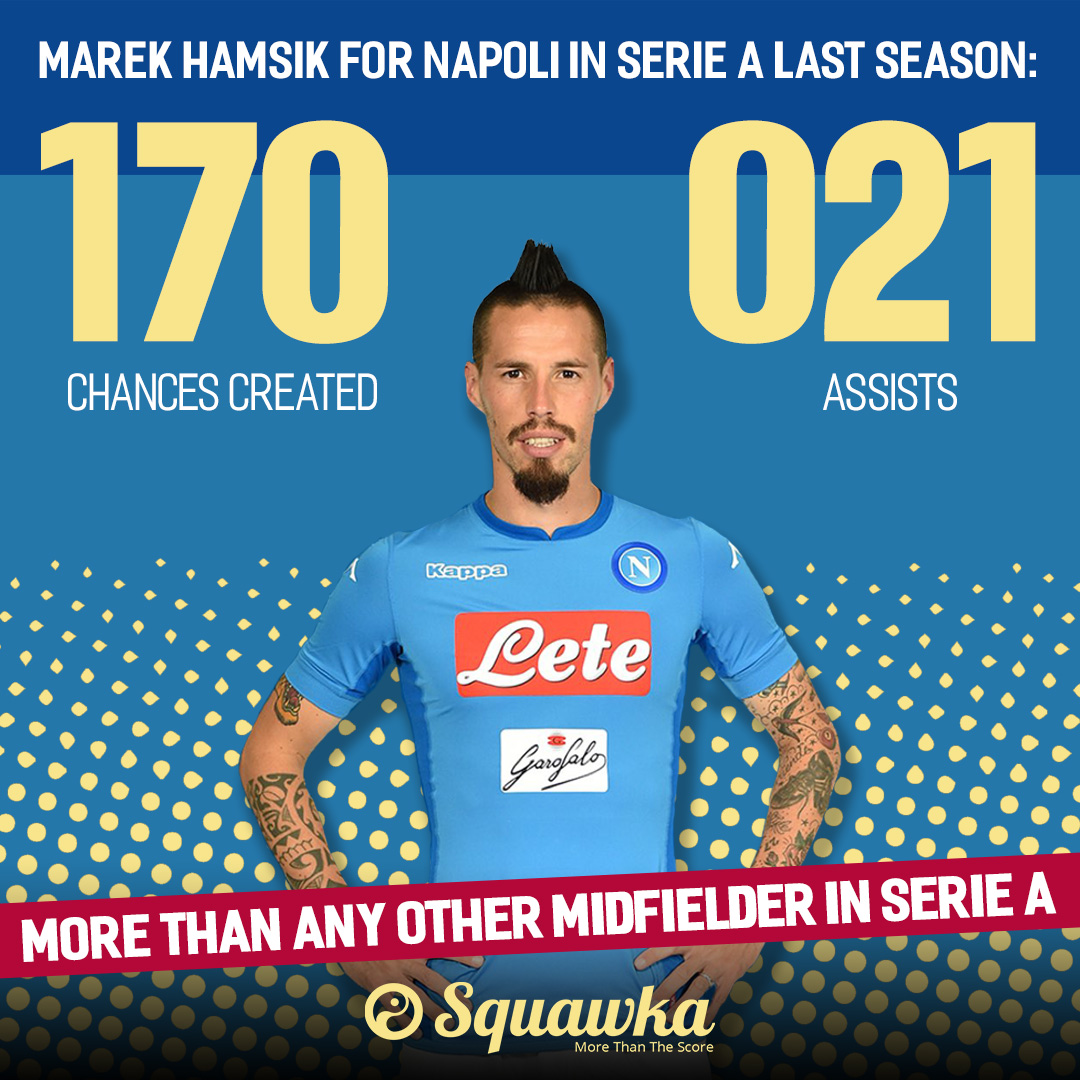 MAREK HAMSIK FOR NAPOLI IN SERIE A LAST SEASON:
170
CHANCES CREATED
021
ASSISTS
Kappa
N
Lete
Garofalo
MORE THAN ANY OTHER MIDFIELDER IN SERIE A
Squawka
More Than The Score